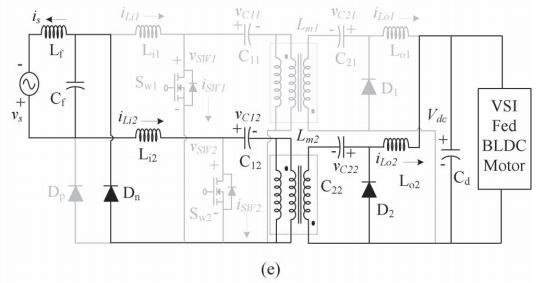 i_s
i_Li1
v_C11
L_m1
v_C21
i_Lo1
+ -
- +
L_f
L_i1
C_11
C_21
L_o1
-
v_s
+
C_f
v_SW1
+
S_w1
-
i_SW1
D_1
i_Li2
v_C12
L_m2
V_dc
VSI
Fed
BLDC
Motor
+ -
- +
v_C22
i_Lo2
L_i2
C_12
v_SW2
+
C_22
L_o2
+
-
C_d
D_p
D_n
S_w2
-
i_SW2
D_2
(e)